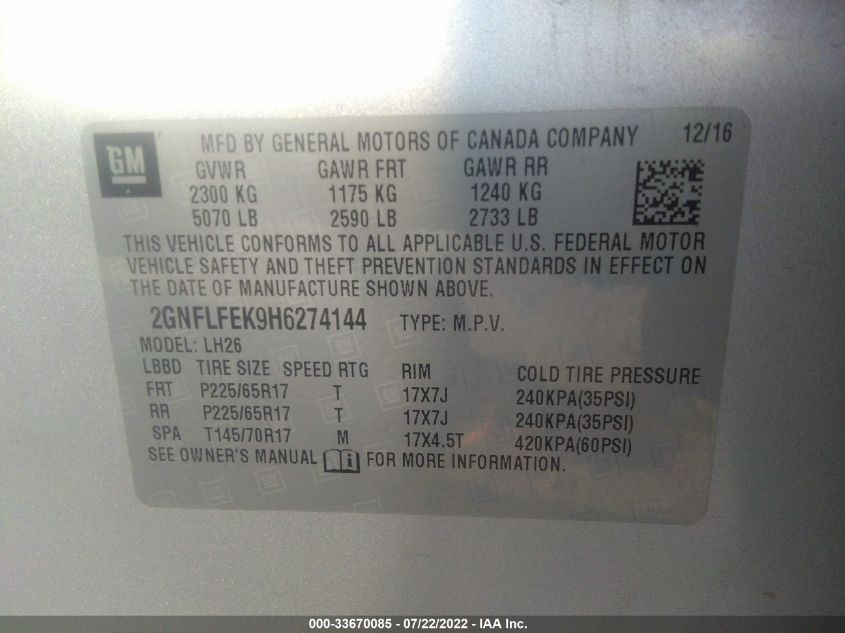 GM MFD BY GENERAL MOTORS OF CANADA COMPANY 12/16
GVWR GAWR FRT GAWR RR
2300 KG 1175 KG 1240 KG
5070 LB 2590 LB 2733 LB
THIS VEHICLE CONFORMS TO ALL APPLICABLE U.S. FEDERAL MOTOR
VEHICLE SAFETY AND THEFT PREVENTION STANDARDS IN EFFECT ON
THE DATE OF MANUFACTURE SHOWN ABOVE.
2GNFLFEK9H6274144 TYPE: M.P.V.
MODEL: LH26
LBBD TIRE SIZE SPEED RTG RIM COLD TIRE PRESSURE
FRT P225/65R17 T 17X7J 240KPA(35PSI)
RR P225/65R17 T 17X7J 240KPA(35PSI)
SPA T145/70R17 M 17X4.5T 420KPA(60PSI)
SEE OWNER'S MANUAL i FOR MORE INFORMATION.
000-33670085 - 07/22/2022 - IAA Inc.